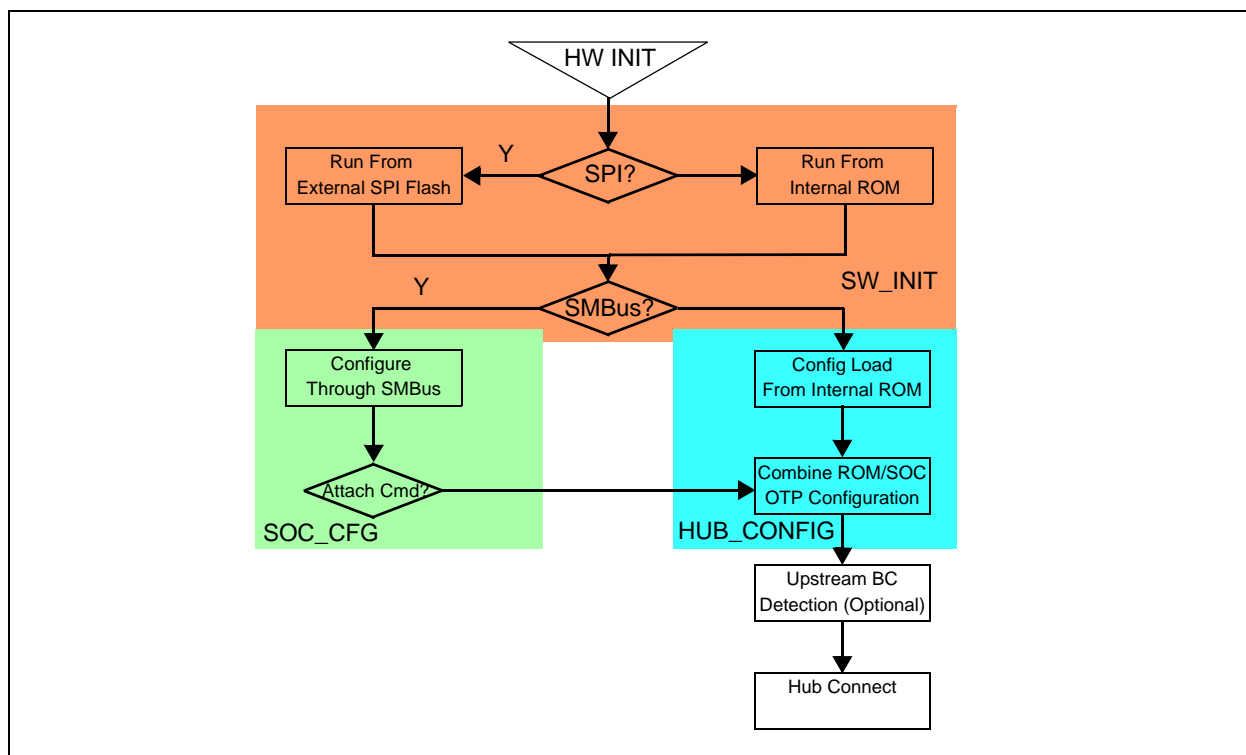 HW INIT
Y
SPI?
Run From
External SPI Flash
Run From
Internal ROM
SW_INIT
Y
SMBus?
Configure
Through SMBus
Config Load
From Internal ROM
Attach Cmd?
Combine ROM/SOC
OTP Configuration
SOC_CFG
HUB_CONFIG
Upstream BC
Detection (Optional)
Hub Connect